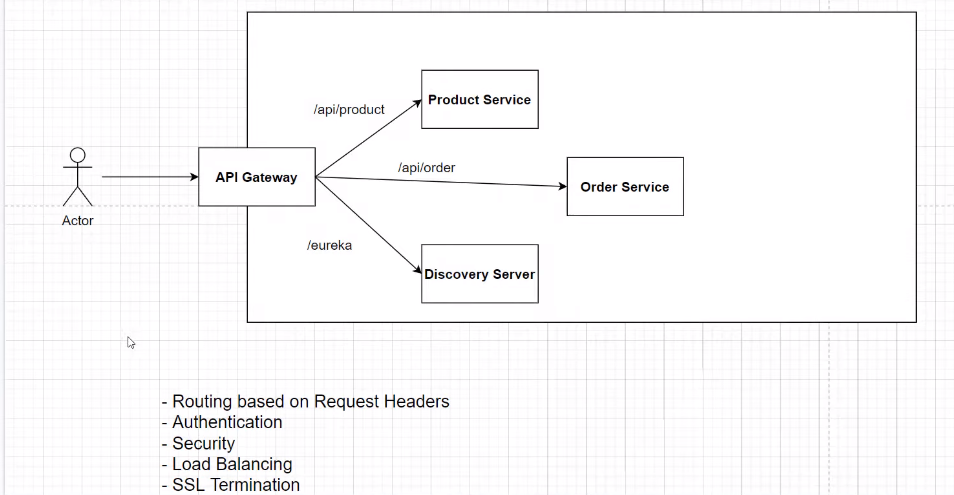 Product Service
/api/product
/api/order
API Gateway
Order Service
Actor
/eureka
Discovery Server
- Routing based on Request Headers
- Authentication
- Security
- Load Balancing
- SSL Termination